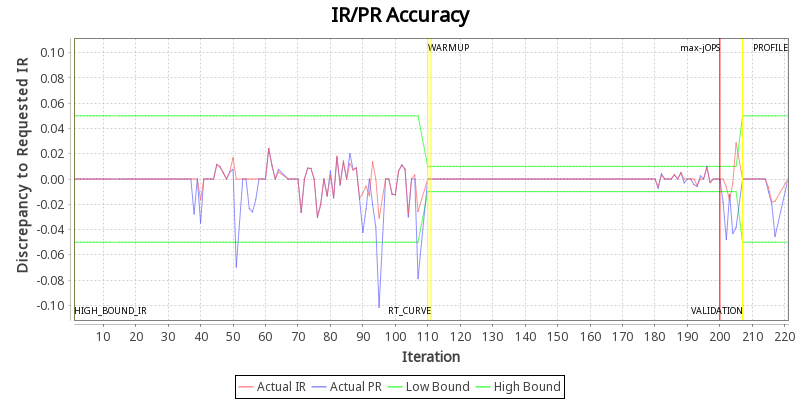 IR/PR Accuracy
Discrepancy to Requested IR
0.10
0.08
0.06
0.04
0.02
0.00
-0.02
-0.04
-0.06
-0.08
-0.10
WARMUP
max-jOPS
PROFILE
HIGH_BOUND_IR
RT_CURVE
VALIDATION
10 20 30 40 50 60 70 80 90 100 110 120 130 140 150 160 170 180 190 200 210 220
Iteration
Actual IR Actual PR Low Bound High Bound